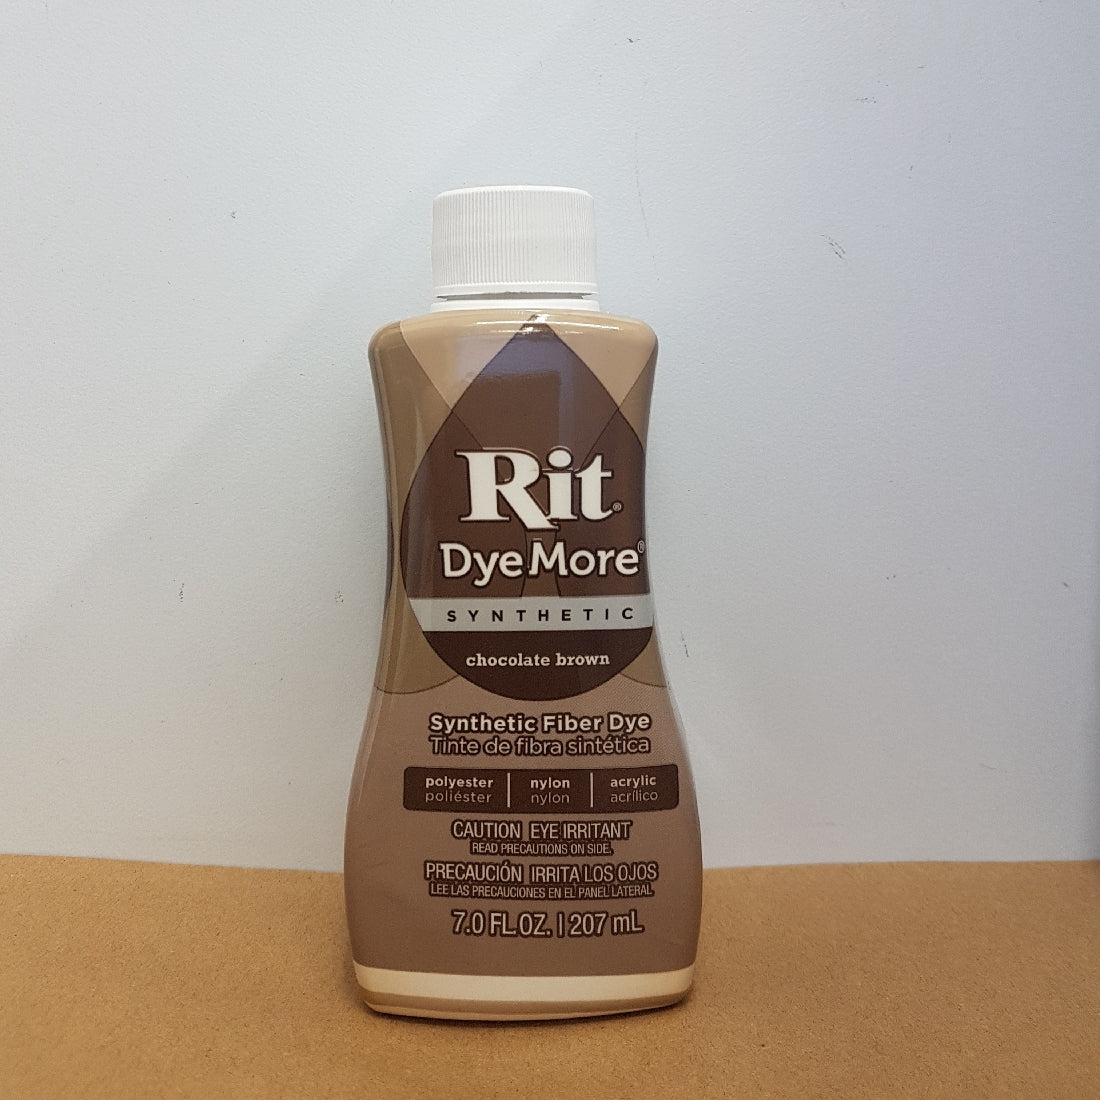 Rit®
DyeMore®
SYNTHETIC
chocolate brown
Synthetic Fiber Dye
Tinte de fibra sintética
polyester | nylon | acrylic
poliéster | nylon | acrílico
CAUTION EYE IRRITANT
READ PRECAUTIONS ON SIDE.
PRECAUCIÓN IRRITA LOS OJOS
LEE LAS PRECAUCIONES EN EL PANEL LATERAL
7.0 FL.OZ. | 207 mL